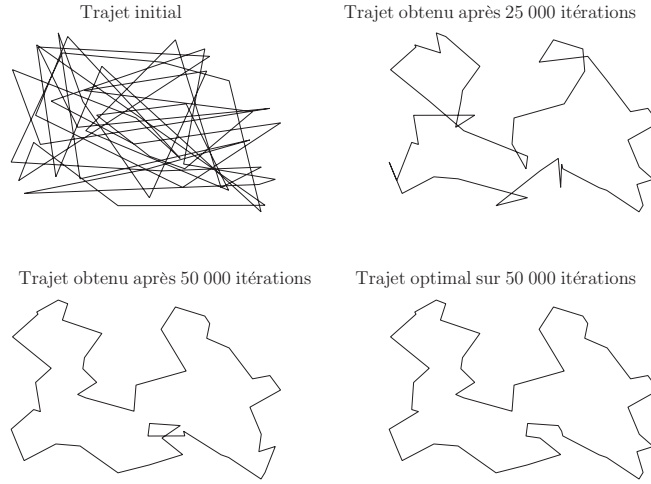 Trajet initial
Trajet obtenu après 25 000 itérations
Trajet obtenu après 50 000 itérations
Trajet optimal sur 50 000 itérations